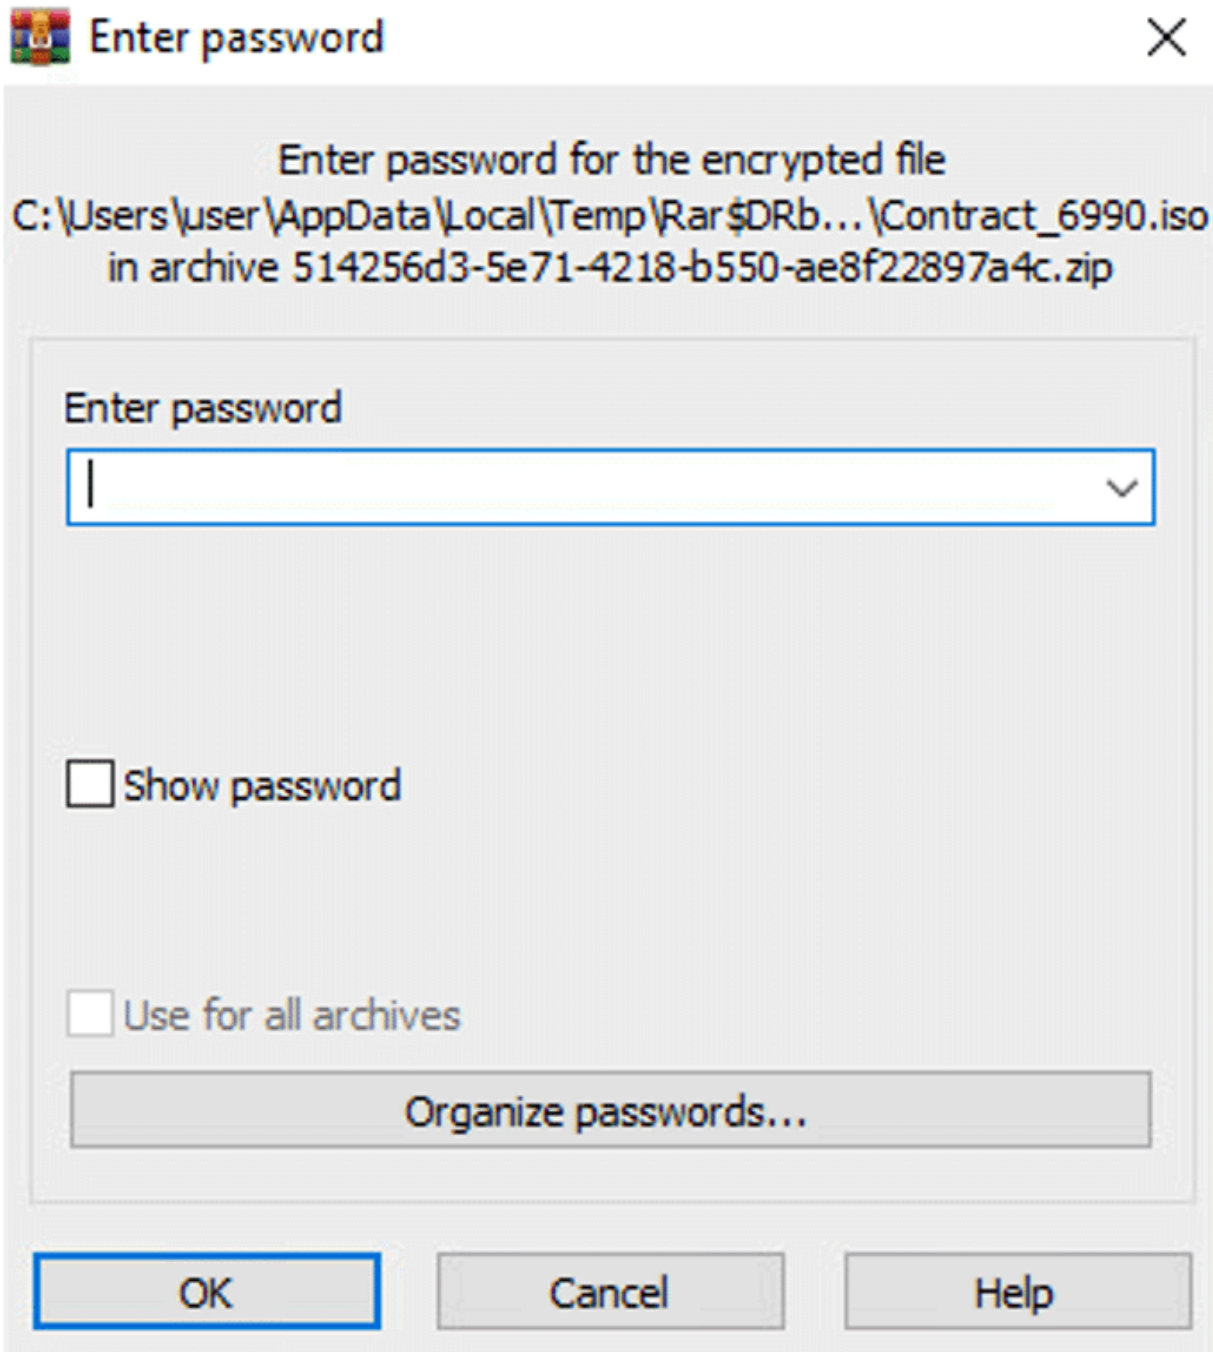 Enter password
Enter password for the encrypted file
C:\Users\user\AppData\Local\Temp\Rar$DRb...\Contract_6990.iso
in archive 514256d3-5e71-4218-b550-ae8f22897a4c.zip
Enter password
Show password
Use for all archives
Organize passwords...
OK
Cancel
Help